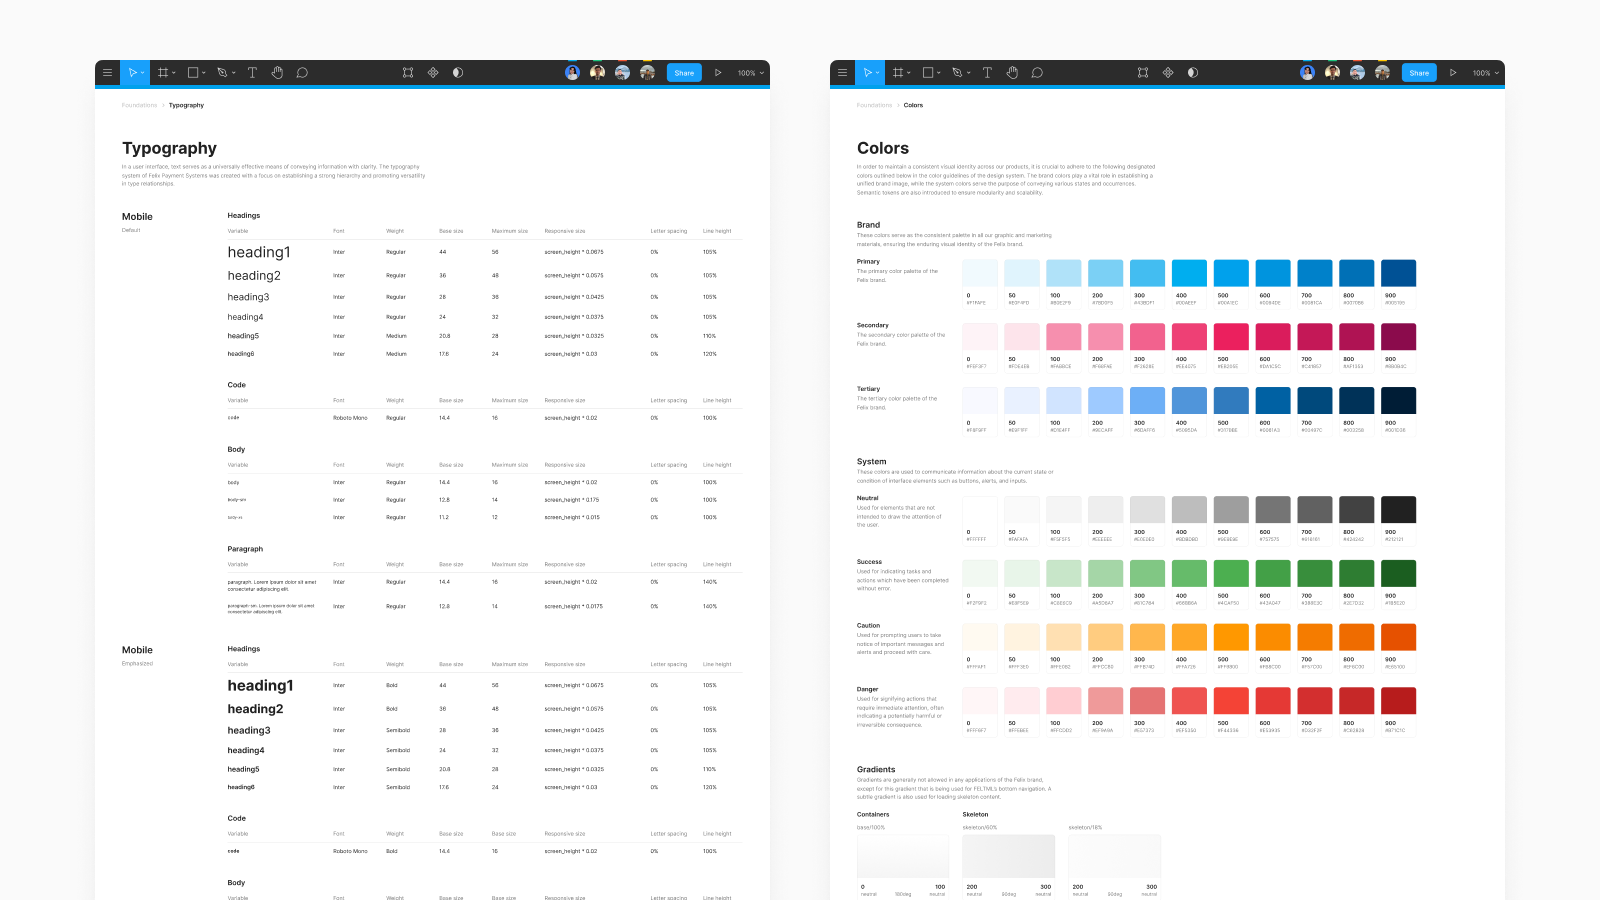 Share
100%
Foundations > Typography
Typography
In a user interface, text serves as a universally effective means of conveying information with clarity. The typography
system of Felix Payment Systems was created with a focus on establishing a strong hierarchy and promoting versatility
in type relationships.
Mobile
Default
Headings
Variable Font Weight Base size Maximum size Responsive size Letter spacing Line height
heading1 Inter Regular 44 56 screen_height * 0.0675 0% 105%
heading2 Inter Regular 36 48 screen_height * 0.0575 0% 105%
heading3 Inter Regular 28 36 screen_height * 0.0425 0% 105%
heading4 Inter Regular 24 32 screen_height * 0.0375 0% 105%
heading5 Inter Medium 20.8 28 screen_height * 0.0325 0% 110%
heading6 Inter Medium 17.6 24 screen_height * 0.03 0% 120%
Code
Variable Font Weight Base size Maximum size Responsive size Letter spacing Line height
code Roboto Mono Regular 14.4 16 screen_height * 0.02 0% 100%
Body
Variable Font Weight Base size Maximum size Responsive size Letter spacing Line height
body Inter Regular 14.4 16 screen_height * 0.02 0% 100%
body-sm Inter Regular 12.8 14 screen_height * 0.175 0% 100%
body-xs Inter Regular 11.2 12 screen_height * 0.015 0% 100%
Paragraph
Variable Font Weight Base size Maximum size Responsive size Letter spacing Line height
paragraph. Lorem ipsum dolor sit amet
consectetur adipiscing elit. Inter Regular 14.4 16 screen_height * 0.02 0% 140%
paragraph-sm. Lorem ipsum dolor sit amet
consectetur adipiscing elit. Inter Regular 12.8 14 screen_height * 0.0175 0% 140%
Mobile
Emphasized
Headings
Variable Font Weight Base size Maximum size Responsive size Letter spacing Line height
heading1 Inter Bold 44 56 screen_height * 0.0675 0% 105%
heading2 Inter Bold 36 48 screen_height * 0.0575 0% 105%
heading3 Inter Semibold 28 36 screen_height * 0.0425 0% 105%
heading4 Inter Semibold 24 32 screen_height * 0.0375 0% 105%
heading5 Inter Semibold 20.8 28 screen_height * 0.0325 0% 110%
heading6 Inter Semibold 17.6 24 screen_height * 0.03 0% 120%
Code
Variable Font Weight Base size Base size Responsive size Letter spacing Line height
code Roboto Mono Bold 14.4 16 screen_height * 0.02 0% 100%
Body
Variable Font Weight Base size Maximum size Responsive size Letter spacing Line height
Share
100%
Foundations > Colors
Colors
In order to maintain a consistent visual identity across our products, it is crucial to adhere to the following designated
colors outlined below in the color guidelines of the design system. The brand colors play a vital role in establishing a
unified brand image, while the system colors serve the purpose of conveying various states and occurrences.
Semantic tokens are also introduced to ensure modularity and scalability.
Brand
These colors serve as the consistent palette in all our graphic and marketing
materials, ensuring the enduring visual identity of the Felix brand.
Primary
The primary color palette of the
Felix brand.
0 50 100 200 300 400 500 600 700 800 900
Secondary
The secondary color palette of the
Felix brand.
0 50 100 200 300 400 500 600 700 800 900
Tertiary
The tertiary color palette of the
Felix brand.
0 50 100 200 300 400 500 600 700 800 900
System
These colors are used to communicate information about the current state or
condition of interface elements such as buttons, alerts, and inputs.
Neutral
Used for elements that are not
intended to draw the attention of
the user.
0 50 100 200 300 400 500 600 700 800 900
#FFFFFF #FAFAFA #F5F5F5 #EEEEEE #E0E0E0 #BDBDBD #9E9E9E #757575 #616161 #424242 #212121
Success
Used for indicating tasks and
actions which have been completed
without error.
0 50 100 200 300 400 500 600 700 800 900
Caution
Used for prompting users to take
notice of important messages and
alerts and proceed with care.
0 50 100 200 300 400 500 600 700 800 900
Danger
Used for signifying actions that
require immediate attention, often
indicating a potentially harmful or
irreversible consequence.
0 50 100 200 300 400 500 600 700 800 900
Gradients
Gradients are generally not allowed in any applications of the Felix brand,
except for this gradient that is being used for FELTML's bottom navigation. A
subtle gradient is also used for loading skeleton content.
Containers Skeleton
base/100% skeleton/60% skeleton/18%
0 100 200 300 200 300
neutral 180deg neutral neutral 90deg neutral neutral 90deg neutral